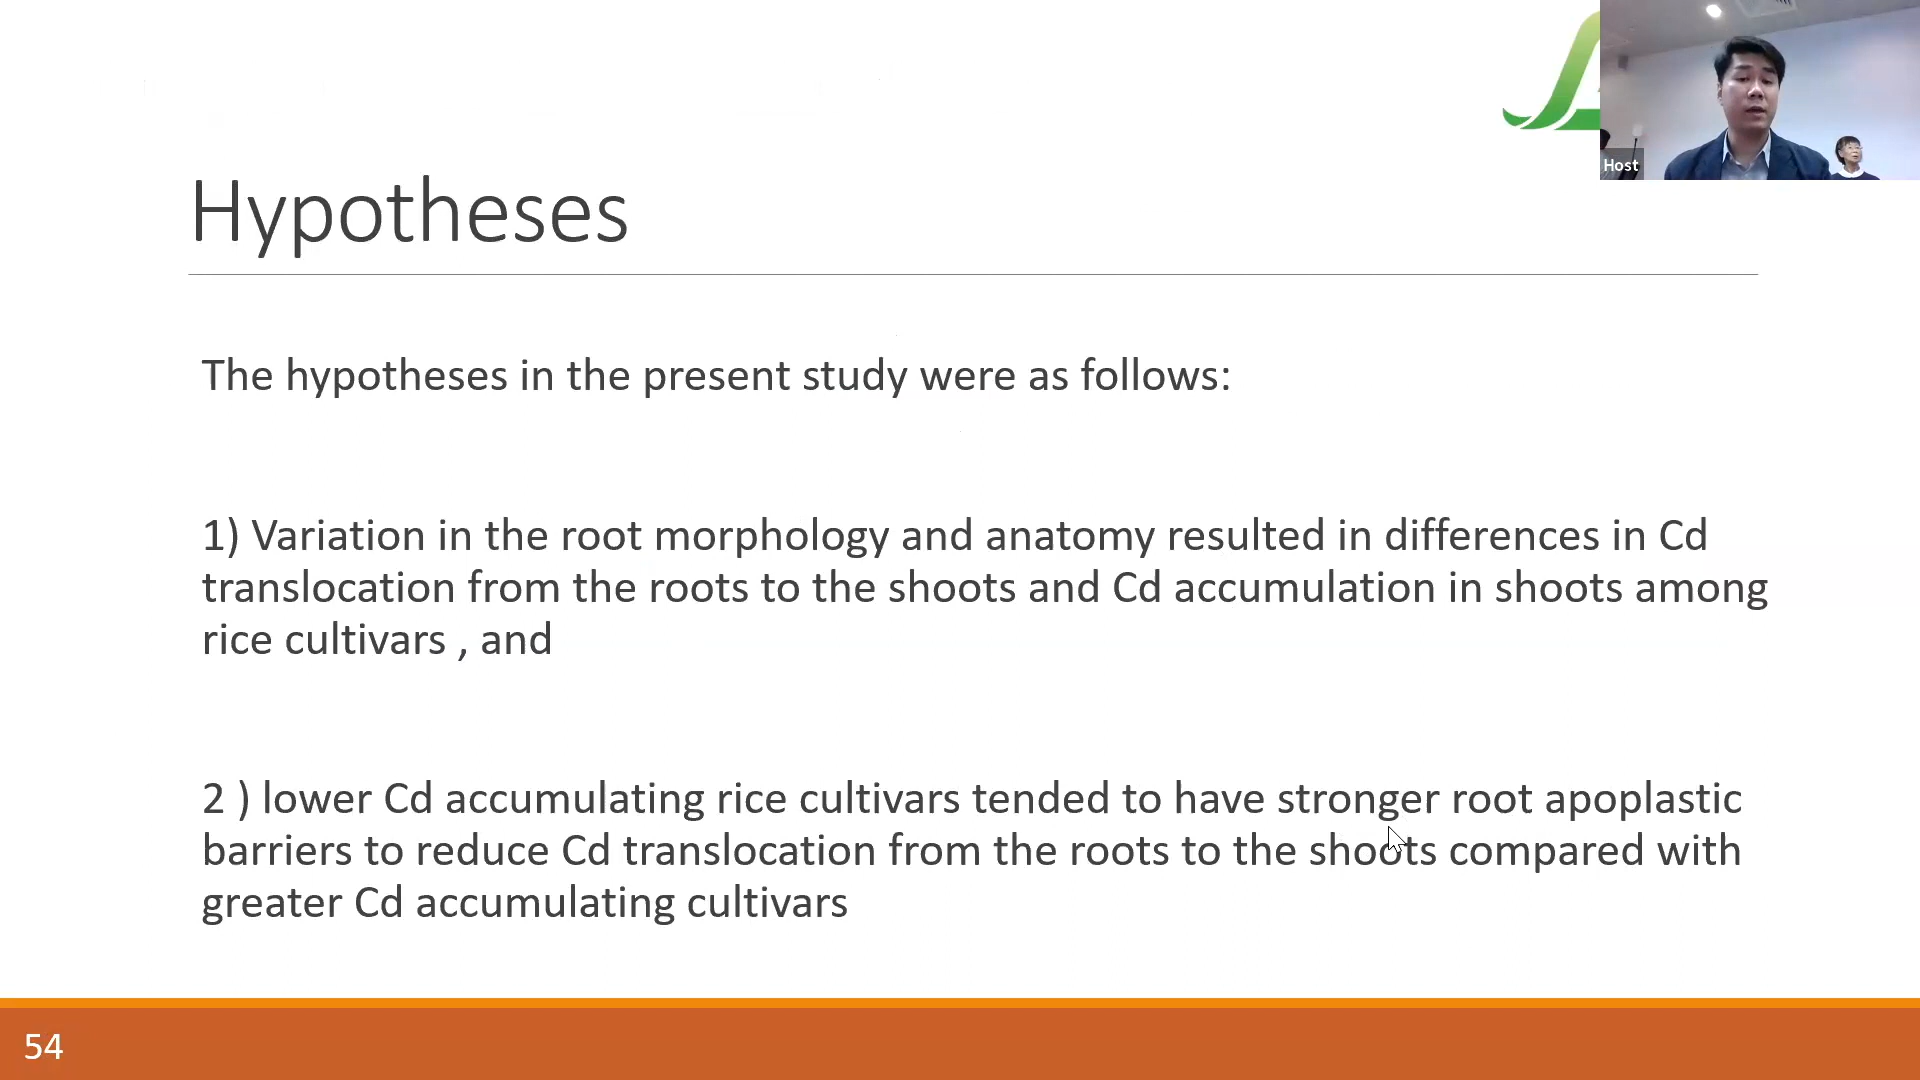 Host
Hypotheses
The hypotheses in the present study were as follows:
1) Variation in the root morphology and anatomy resulted in differences in Cd
translocation from the roots to the shoots and Cd accumulation in shoots among
rice cultivars , and
2 ) lower Cd accumulating rice cultivars tended to have stronger root apoplastic
barriers to reduce Cd translocation from the roots to the shoots compared with
greater Cd accumulating cultivars
54